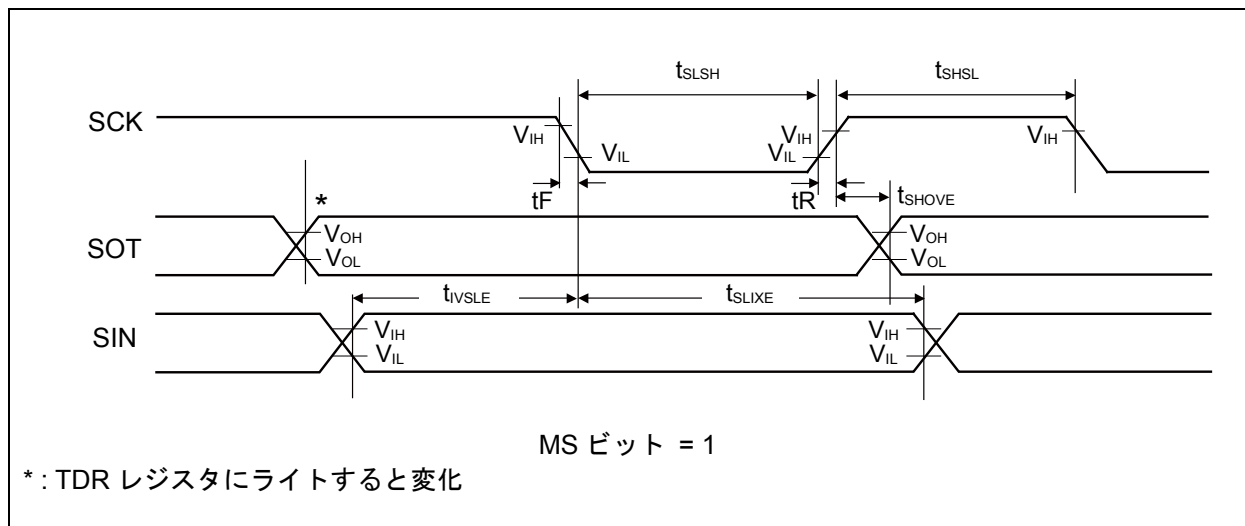 tSLSH
tSHSL
SCK
VIH
VIL
VIH
VIL
VIH
tF
tR
tSHOVE
*
SOT
VOH
VOL
VOH
VOL
tIVSLE
tSLIXE
SIN
VIH
VIL
VIH
VIL
MS ビット = 1
* : TDR レジスタにライトすると変化